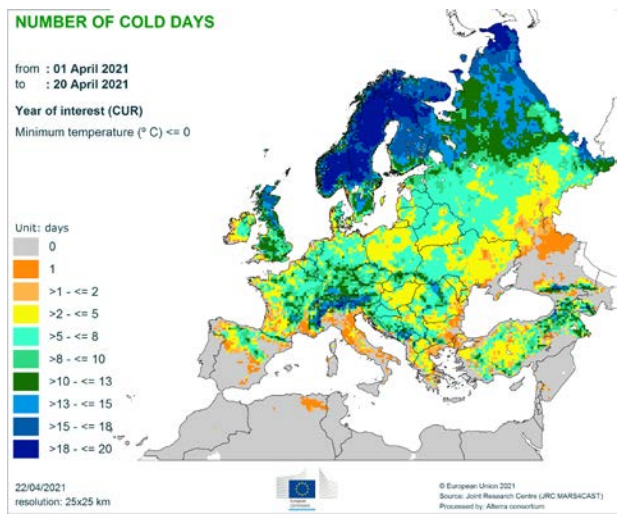 NUMBER OF COLD DAYS
from : 01 April 2021
to : 20 April 2021
Year of interest (CUR)
Minimum temperature (° C) <= 0
Unit: days
0
1
>1 - <= 2
>2 - <= 5
>5 - <= 8
>8 - <= 10
>10 - <= 13
>13 - <= 15
>15 - <= 18
>18 - <= 20
22/04/2021
resolution: 25x25 km
European
Commission
© European Union 2021
Source: Joint Research Centre (JRC MARS4CAST)
Processed by: Alterra consortium